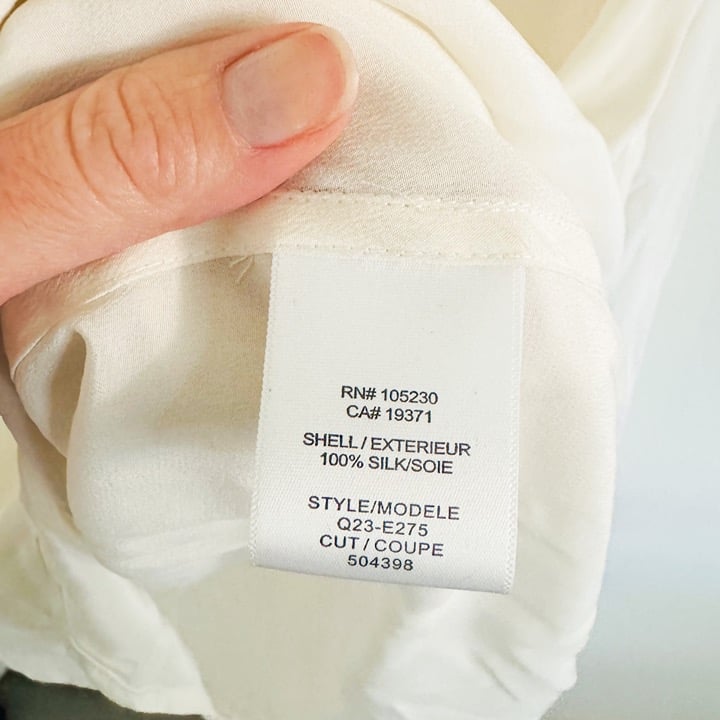 RN# 105230
CA# 19371
SHELL / EXTERIEUR
100% SILK/SOIE
STYLE/MODELE
Q23-E275
CUT / COUPE
504398